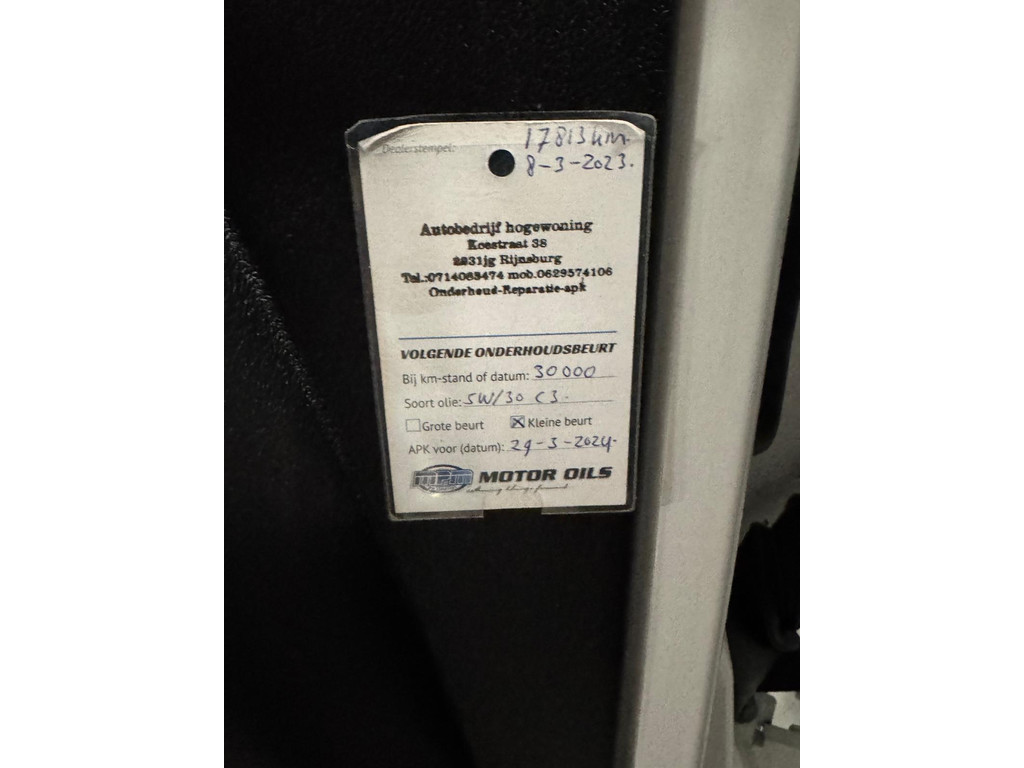 17813 km.
Dealerstempel:
8-3-2023.
Autobedrijf hogewoning
Koestraat 38
2231jg Rijnsburg
Tel.:0714083474 mob.0629574106
Onderhoud-Reparatie-apk
VOLGENDE ONDERHOUDSBEURT
Bij km-stand of datum: 30000
Soort olie: 5W/30 C3.
Grote beurt Kleine beurt
APK voor (datum): 29-3-2024.
MOTOR OILS